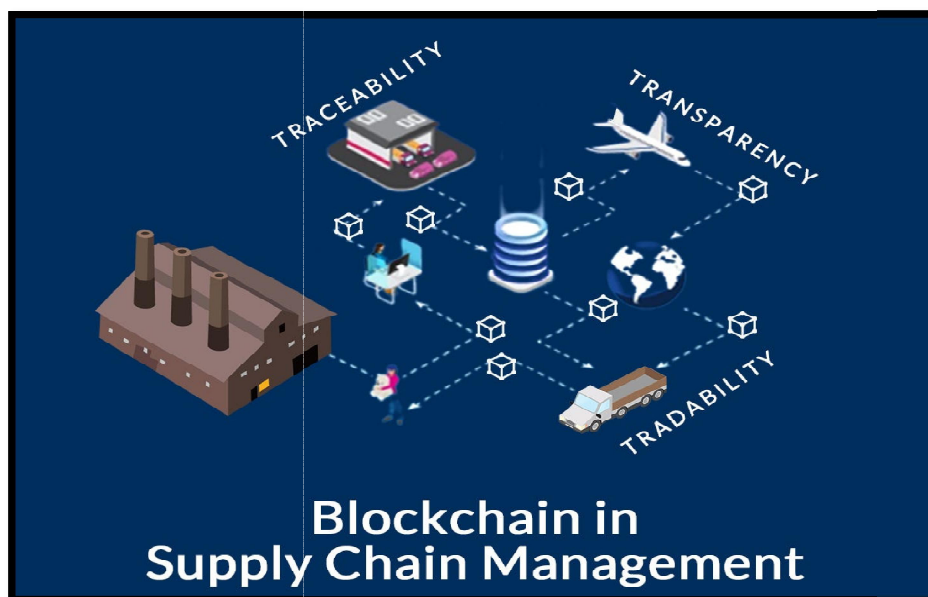 TRACEABILITY
TRANSPARENCY
TRADABILITY
Blockchain in
Supply Chain Management